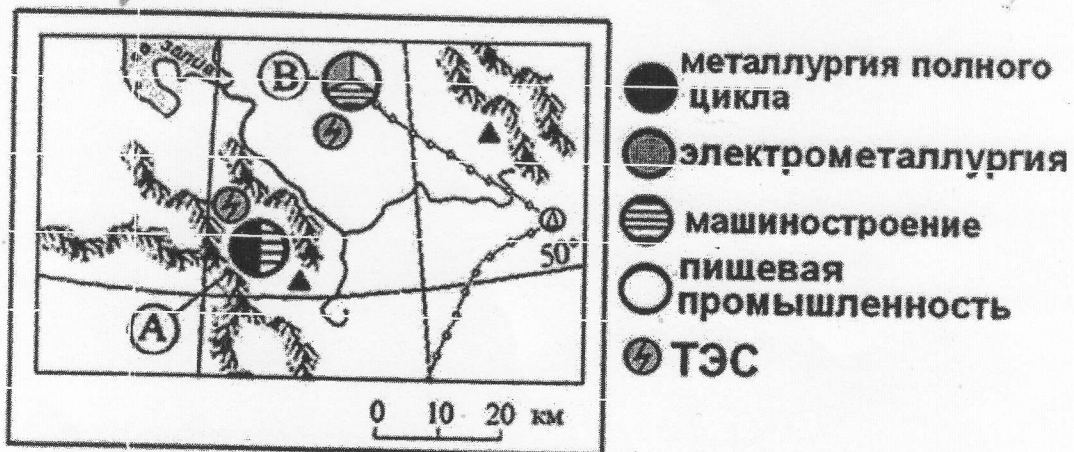 В
А
50°
0 10 20 км
металлургия полного
цикла
электрометаллургия
машиностроение
пищевая
промышленность
ТЭС